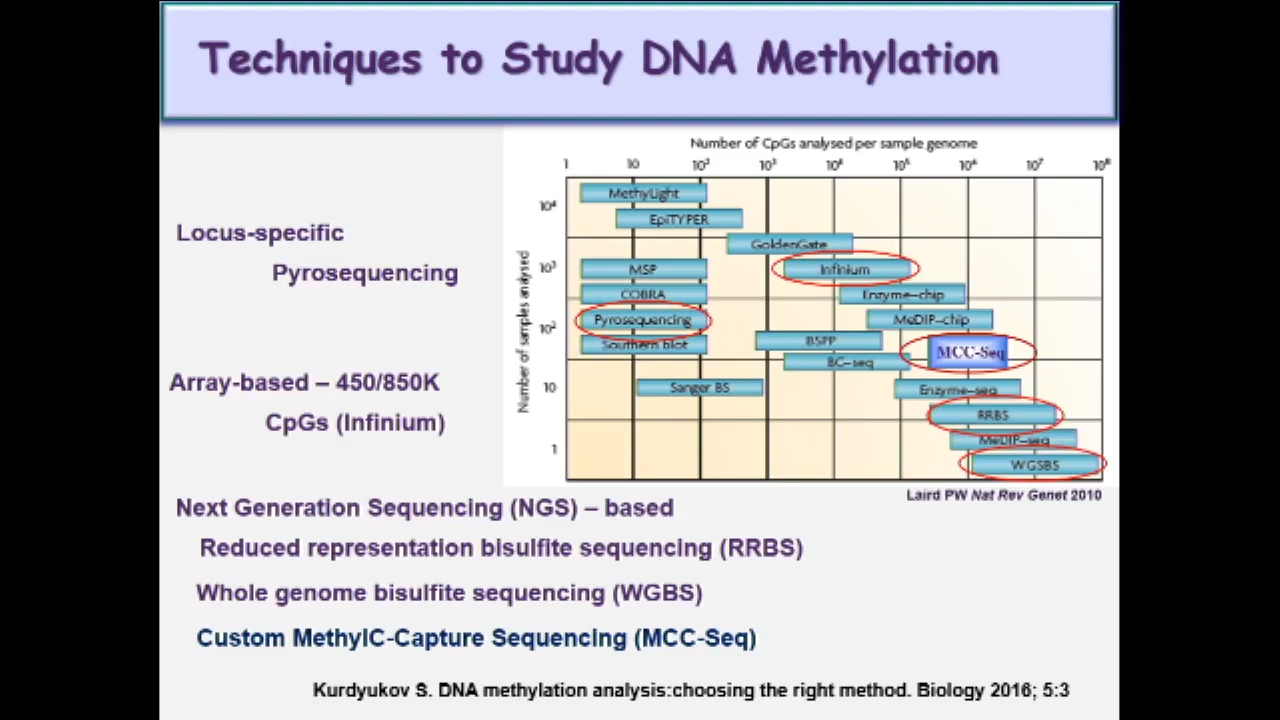 Techniques to Study DNA Methylation
Number of CpGs analysed per sample genome
1 10 10² 10³ 10⁴ 10⁵ 10⁶ 10⁷ 10⁸
Number of samples analysed
10⁴
10³
10²
10
1
MethyLight
EpiTYPER
GoldenGate
MSP
Infinium
COBRA
Enzyme–chip
Pyrosequencing
MeDIP–chip
Southern blot
BSPP
MCC-Seq
BC–seq
Sanger BS
Enzyme–seq
RRBS
MeDIP–seq
WGSBS
Laird PW Nat Rev Genet 2010
Locus-specific
Pyrosequencing
Array-based – 450/850K
CpGs (Infinium)
Next Generation Sequencing (NGS) – based
Reduced representation bisulfite sequencing (RRBS)
Whole genome bisulfite sequencing (WGBS)
Custom MethylC-Capture Sequencing (MCC-Seq)
Kurdyukov S. DNA methylation analysis:choosing the right method. Biology 2016; 5:3